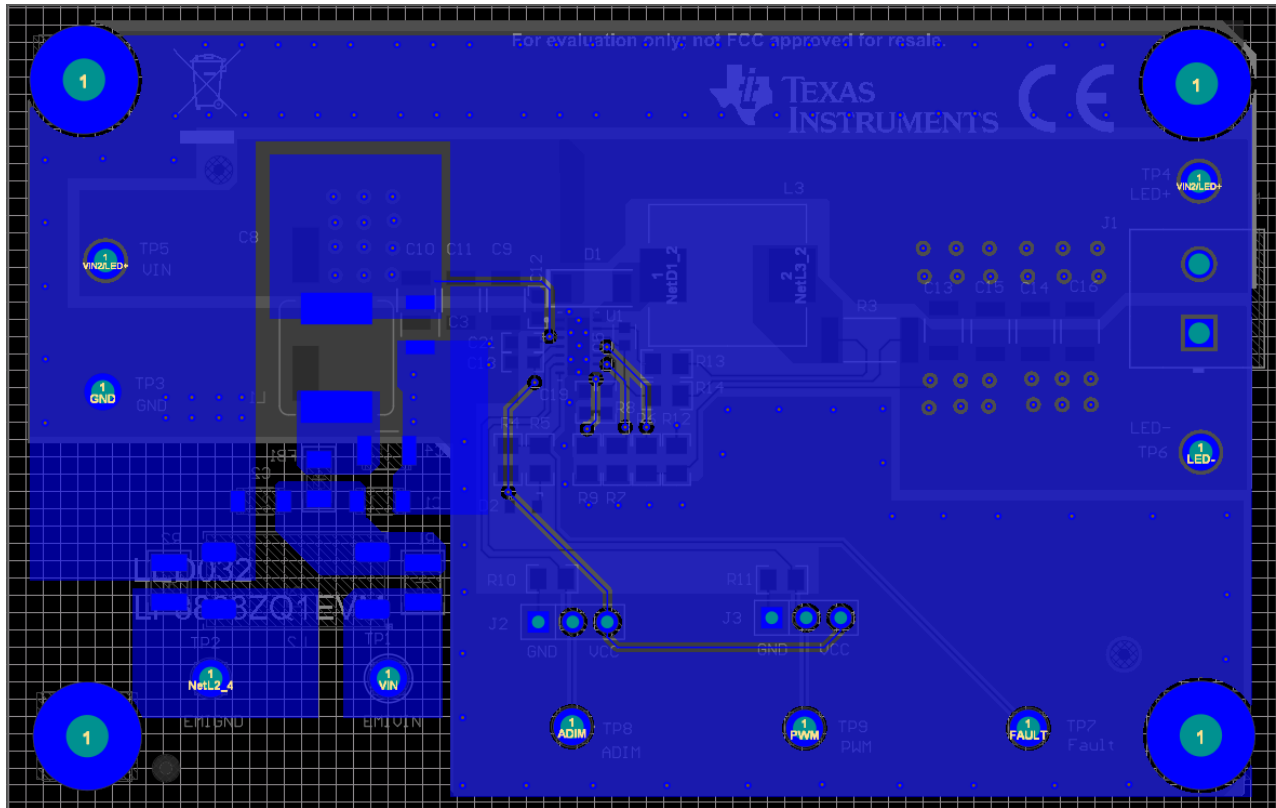 For evaluation only; not FCC approved for resale.
1
1
TEXAS
INSTRUMENTS
CE
TP4
LED+
1
VIN2/LED+
L3
J1
C8
TP5
VIN
1
VIN2/LED+
C10
C11
C9
D1
1
NetD1_2
2
NetL3_2
C13
C15
C14
C16
R3
C3
U1
R13
R14
TP3
GND
1
GND
C19
R5
R12
LED-
TP6
1
LED-
R9
R7
R10
R11
J2
J3
GND
VCC
GND
VCC
TP2
1
NetL2_4
EMIGND
TP1
1
VIN
EMIVIN
1
ADIM
TP8
ADIM
1
PWM
TP9
PWM
1
FAULT
TP7
Fault
1
1